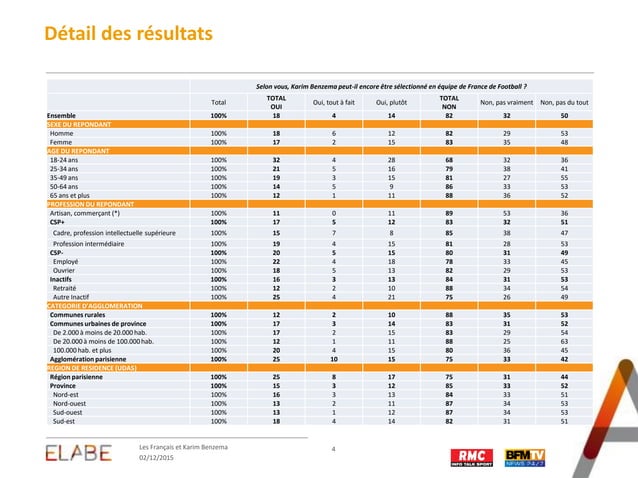 Détail des résultats
Selon vous, Karim Benzema peut-il encore être sélectionné en équipe de France de Football ?
Total TOTAL OUI Oui, tout à fait Oui, plutôt TOTAL NON Non, pas vraiment Non, pas du tout
Ensemble 100% 18 4 14 82 32 50
SEXE DU REPONDANT
Homme 100% 18 6 12 82 29 53
Femme 100% 17 2 15 83 35 48
AGE DU REPONDANT
18-24 ans 100% 32 4 28 68 32 36
25-34 ans 100% 21 5 16 79 38 41
35-49 ans 100% 19 3 15 81 27 55
50-64 ans 100% 14 5 9 86 33 53
65 ans et plus 100% 12 1 11 88 36 52
PROFESSION DU REPONDANT
Artisan, commerçant (*) 100% 11 0 11 89 53 36
CSP+ 100% 17 5 12 83 32 51
Cadre, profession intellectuelle supérieure 100% 15 7 8 85 38 47
Profession intermédiaire 100% 19 4 15 81 28 53
CSP- 100% 20 5 15 80 31 49
Employé 100% 22 4 18 78 33 45
Ouvrier 100% 18 5 13 82 29 53
Inactifs 100% 16 3 13 84 31 53
Retraité 100% 12 2 10 88 34 54
Autre Inactif 100% 25 4 21 75 26 49
CATEGORIE D'AGGLOMERATION
Communes rurales 100% 12 2 10 88 35 53
Communes urbaines de province 100% 17 3 14 83 31 52
De 2.000 à moins de 20.000 hab. 100% 17 2 15 83 29 54
De 20.000 à moins de 100.000 hab. 100% 12 1 11 88 25 63
100.000 hab. et plus 100% 20 4 15 80 36 45
Agglomération parisienne 100% 25 10 15 75 33 42
REGION DE RESIDENCE (UDAS)
Région parisienne 100% 25 8 17 75 31 44
Province 100% 15 3 12 85 33 52
Nord-est 100% 16 3 13 84 33 51
Nord-ouest 100% 13 2 11 87 34 53
Sud-ouest 100% 13 1 12 87 34 53
Sud-est 100% 18 4 14 82 31 51
ELABE
Les Français et Karim Benzema
02/12/2015
4
RMC
INFO TALK SPORT
BFMTV
NEWS 24/7